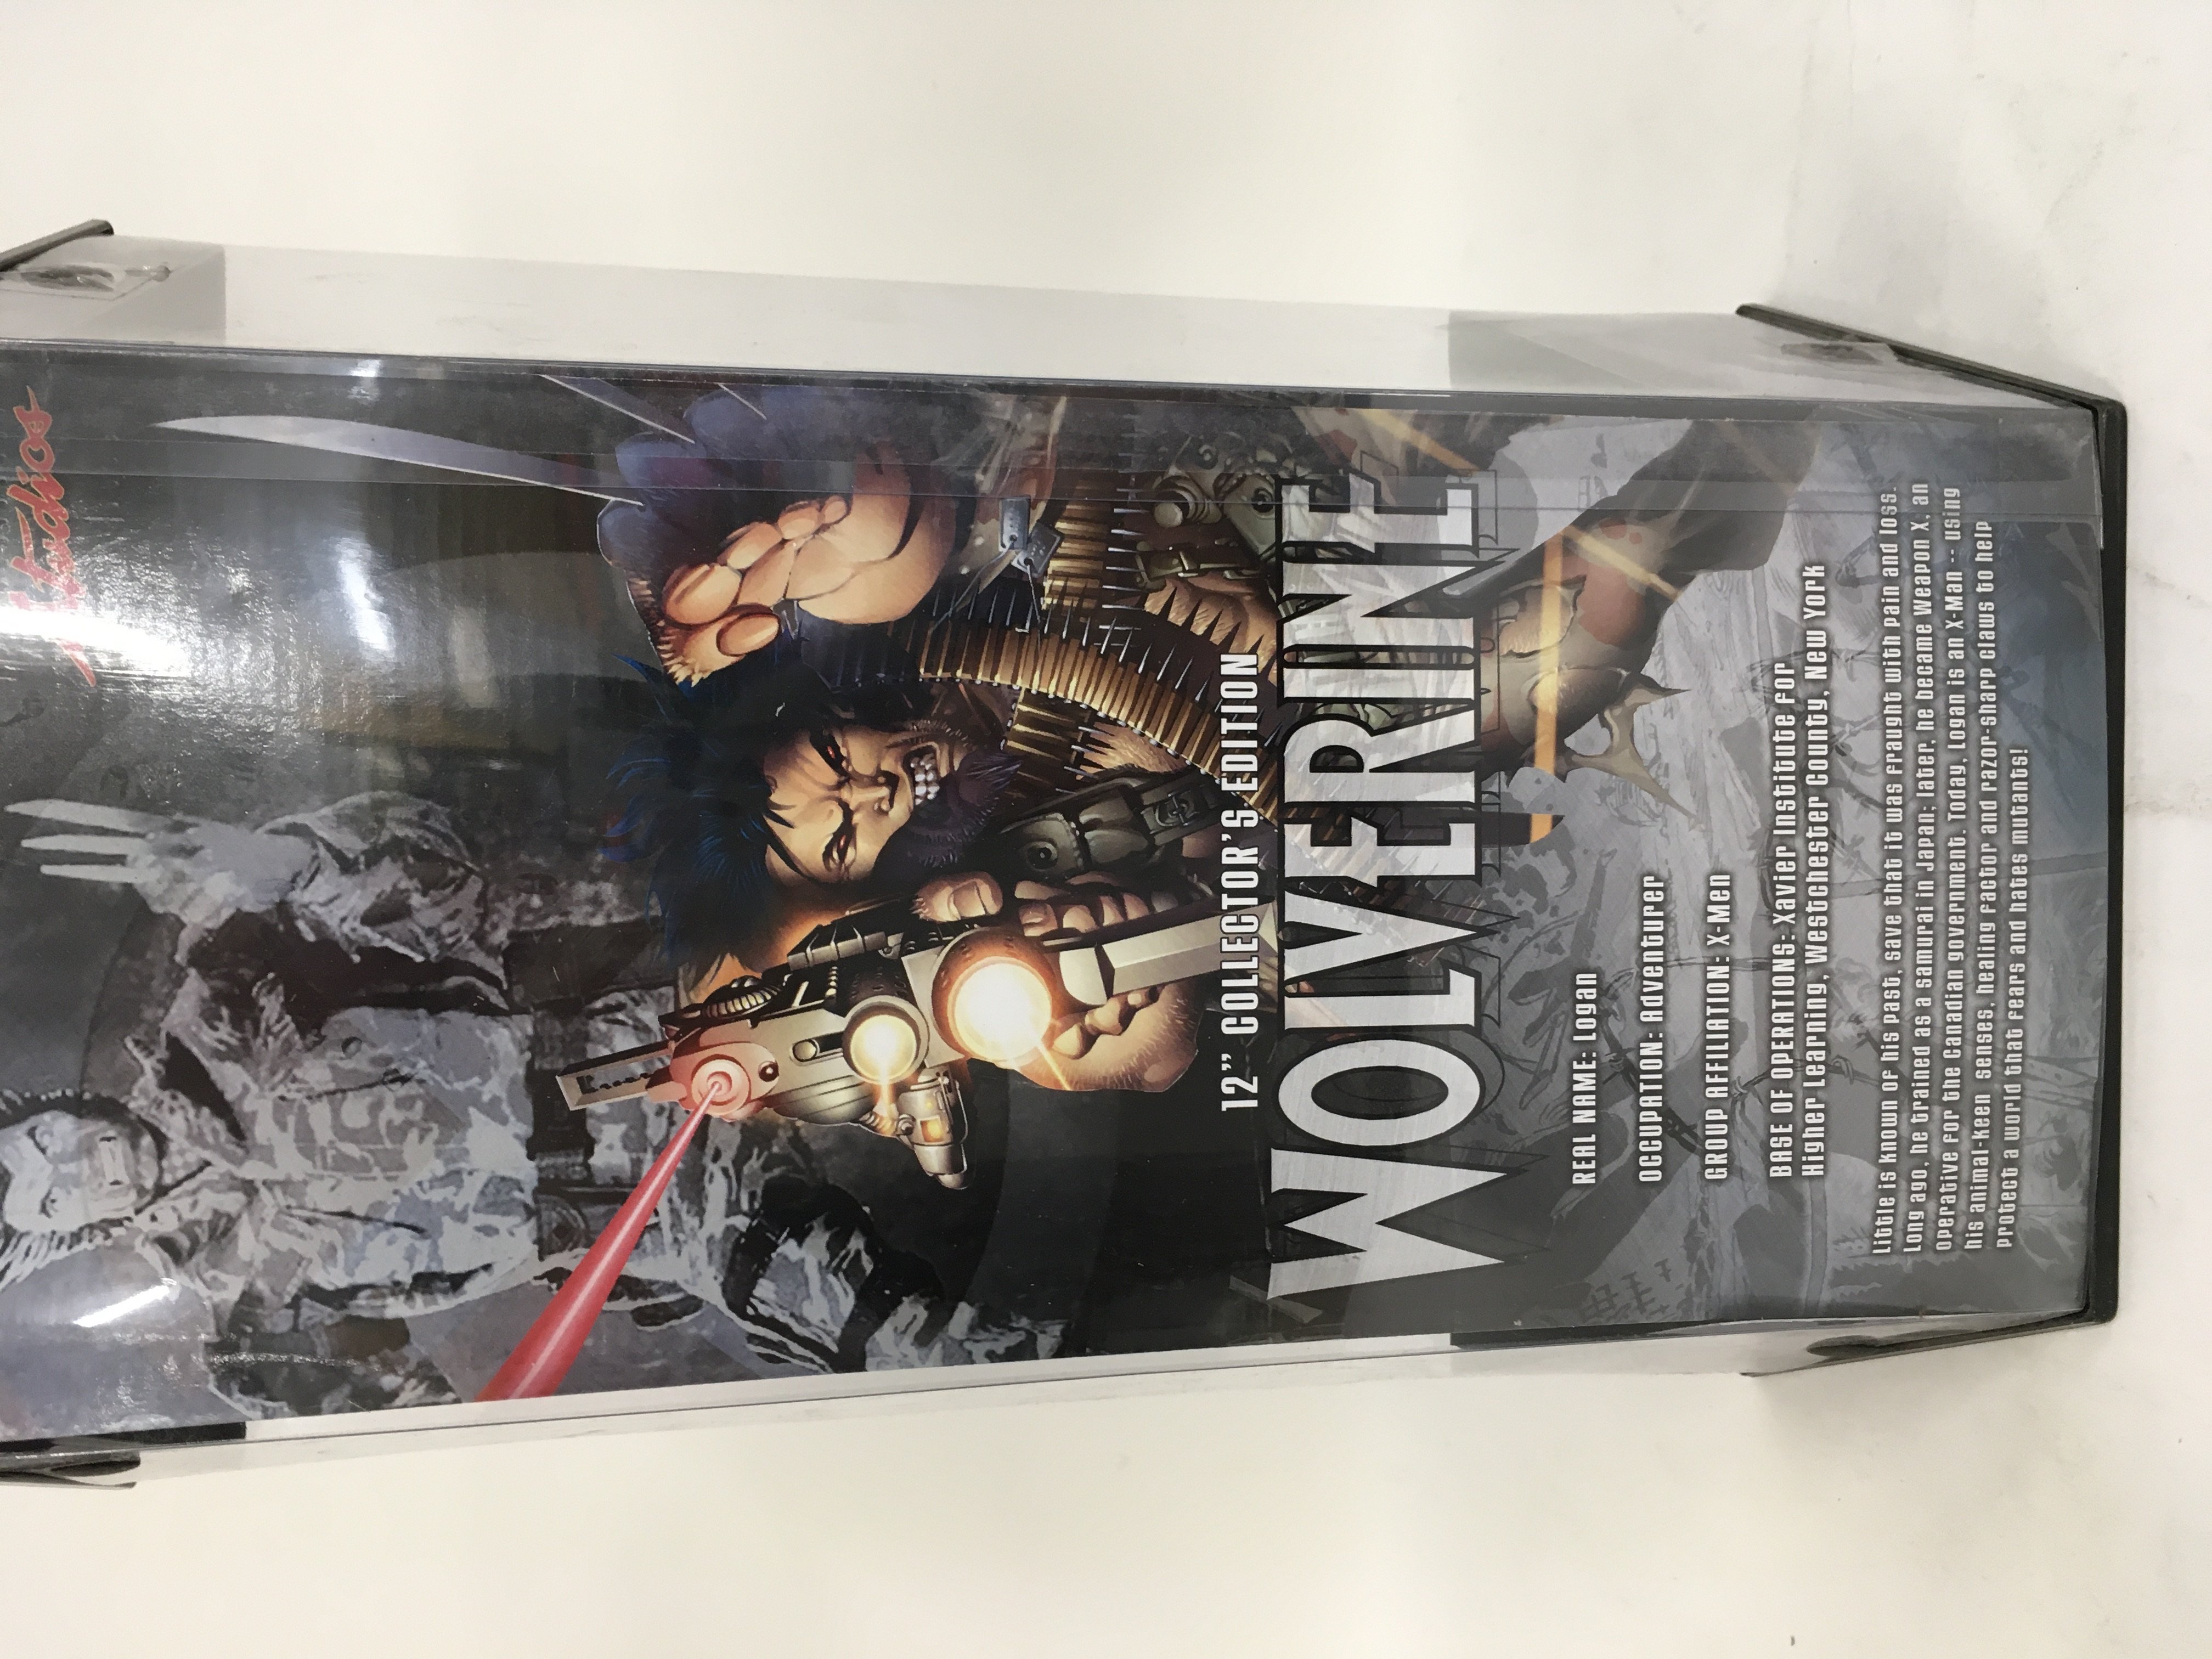 Studios
12" COLLECTOR'S EDITION
WOLVERINE
REAL NAME: Logan
OCCUPATION: Adventurer
GROUP AFFILIATION: X-Men
BASE OF OPERATIONS: Xavier Institute for
Higher Learning, Westchester County, New York
Little is known of his past, save that it was fraught with pain and loss.
Long ago, he trained as a samurai in Japan; later, he became Weapon X, an
operative for the Canadian government. Today, Logan is an X-Man -- using
his animal-keen senses, healing factor and razor-sharp claws to help
protect a world that fears and hates mutants!